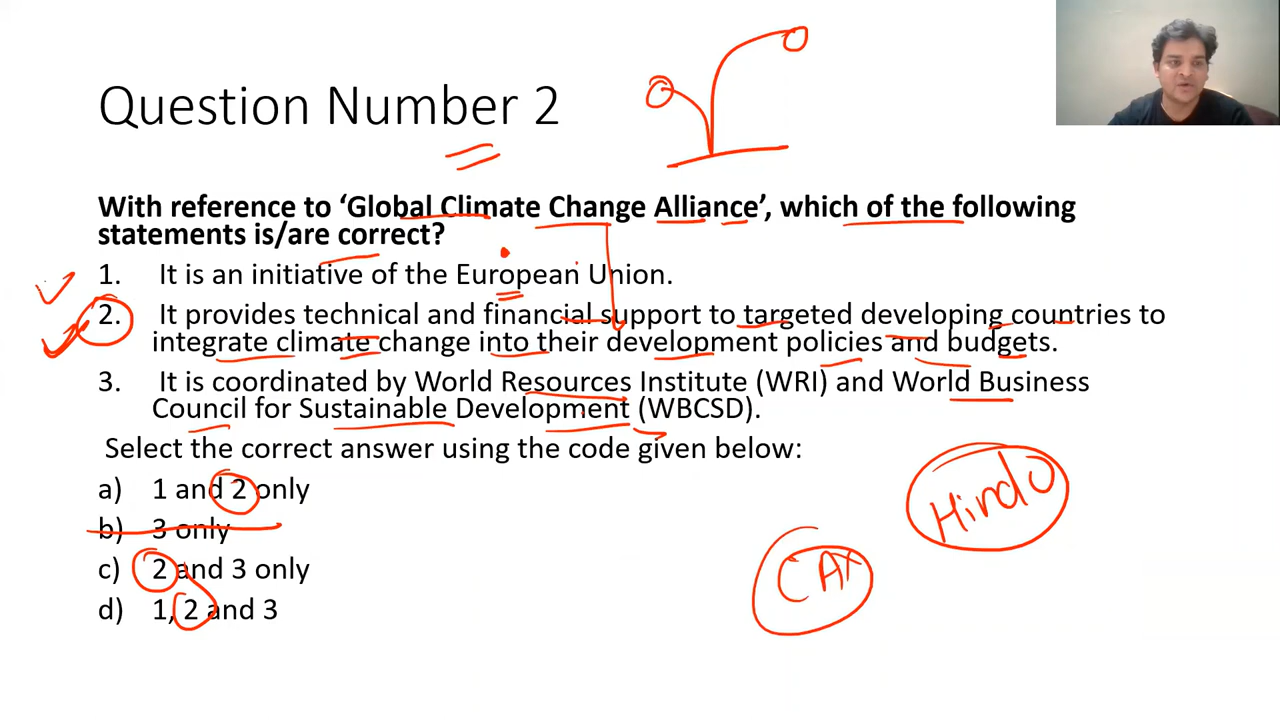 Question Number 2
With reference to ‘Global Climate Change Alliance’, which of the following
statements is/are correct?
1. It is an initiative of the European Union.
2. It provides technical and financial support to targeted developing countries to
integrate climate change into their development policies and budgets.
3. It is coordinated by World Resources Institute (WRI) and World Business
Council for Sustainable Development (WBCSD).
Select the correct answer using the code given below:
a) 1 and 2 only
b) 3 only
c) 2 and 3 only
d) 1, 2 and 3
Hindu